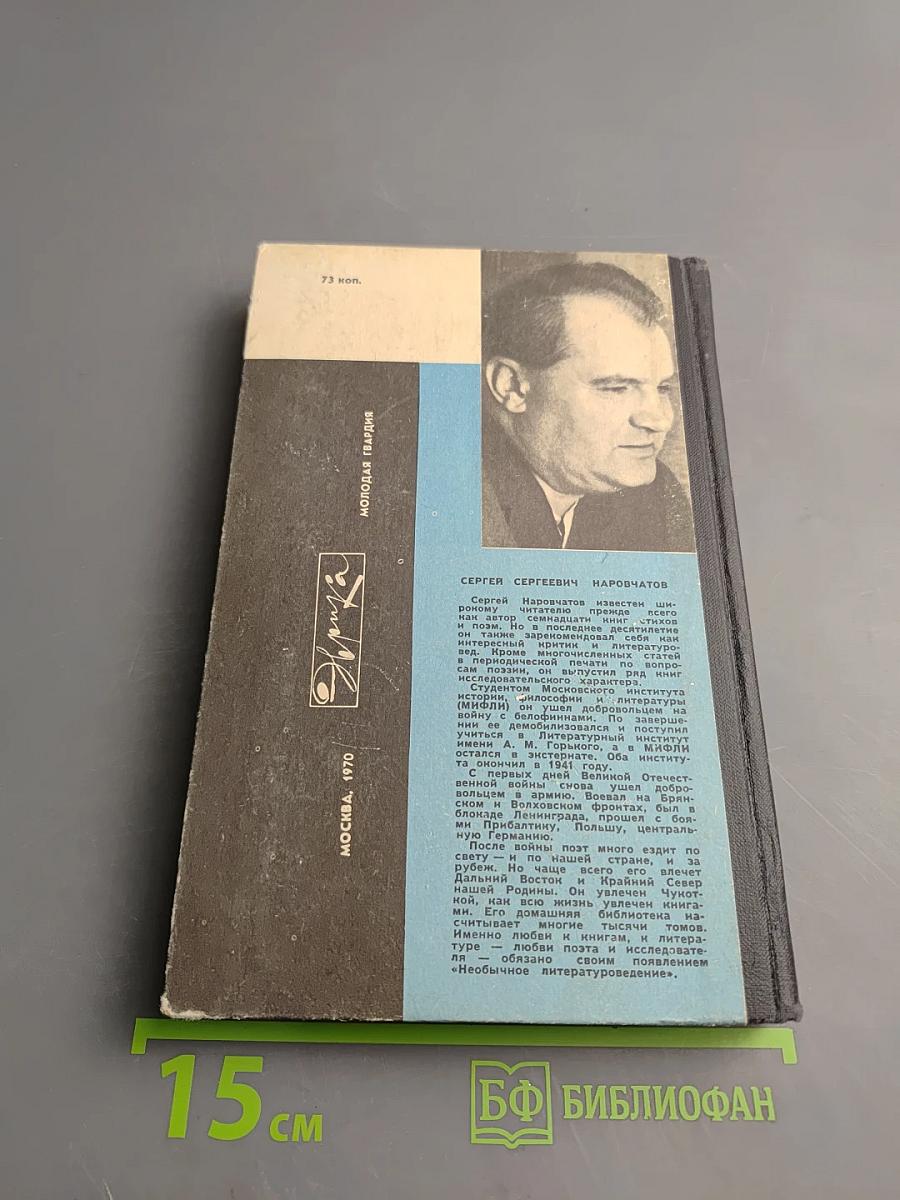 73 коп.
МОЛОДАЯ ГВАРДИЯ
Эврика
МОСКВА, 1970
СЕРГЕЙ СЕРГЕЕВИЧ НАРОВЧАТОВ
Сергей Наровчатов известен ши-
рокому читателю прежде всего
как автор семнадцати книг стихов
и поэм. Но в последнее десятилетие
он также зарекомендовал себя как
интересный критик и литературо-
вед. Кроме многочисленных статей
в периодической печати по вопро-
сам поэзии, он выпустил ряд книг
исследовательского характера.
Студентом Московского института
истории, философии и литературы
(МИФЛИ) он ушел добровольцем на
войну с белофиннами. По заверше-
нии ее демобилизовался и поступил
учиться в Литературный институт
имени А. М. Горького, а в МИФЛИ
остался в экстернате. Оба институ-
та окончил в 1941 году.
С первых дней Великой Отечест-
венной войны снова ушел добро-
вольцем в армию. Воевал на Брян-
ском и Волховском фронтах, был в
блокаде Ленинграда, прошел с боя-
ми Прибалтику, Польшу, централь-
ную Германию.
После войны поэт много ездит по
свету — и по нашей стране, и за
рубеж. Но чаще всего его влечет
Дальний Восток и Крайний Север
нашей Родины. Он увлечен Чукот-
кой, как всю жизнь увлечен книга-
ми. Его домашняя библиотека на-
считывает многие тысячи томов.
Именно любви к книгам, к литера-
туре — любви поэта и исследовате-
ля — обязано своим появлением
«Необычное литературоведение».
15 см
БФ БИБЛИОФАН